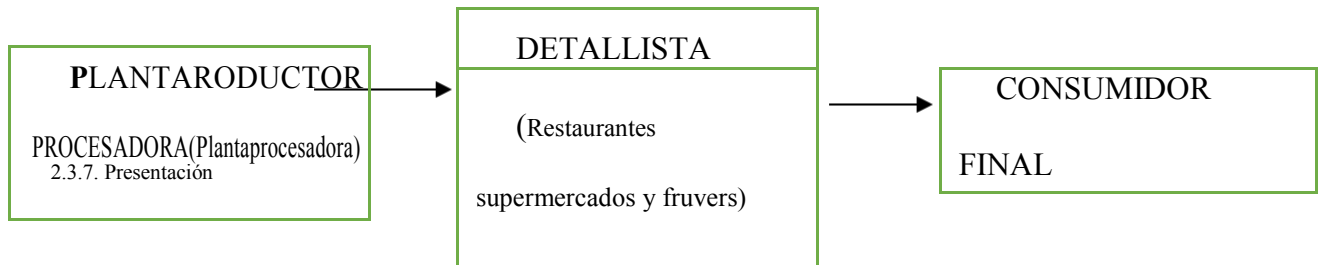 PLANTARODUCTOR
PROCESADORA(Plantaprocesadora)
2.3.7. Presentación
DETALLISTA
(Restaurantes
supermercados y fruvers)
CONSUMIDOR
FINAL